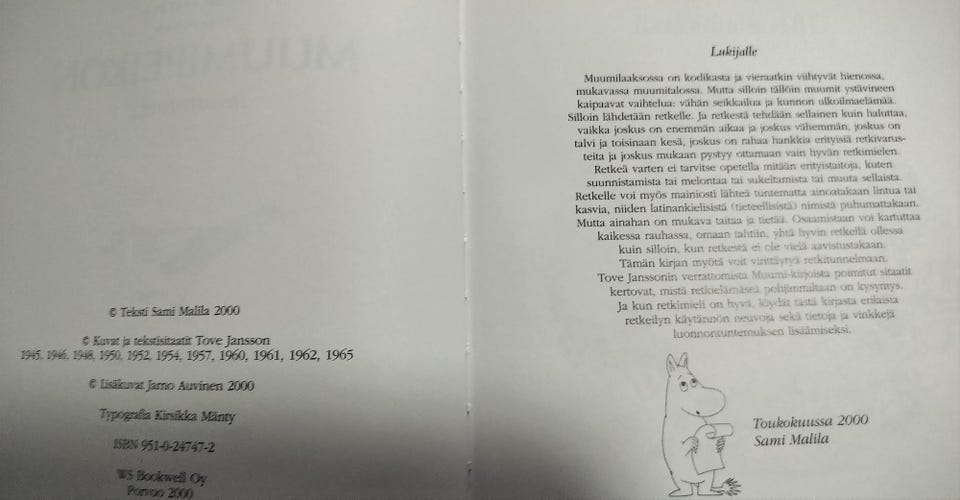 © Teksti Sami Malila 2000
© Kuvat ja tekstisitaatit Tove Jansson
1945, 1946, 1948, 1950, 1952, 1954, 1957, 1960, 1961, 1962, 1965
© Lisäkuvat Jarno Auvinen 2000
Typografia Kirsikka Mänty
ISBN 951-0-24747-2
WS Bookwell Oy
Porvoo 2000
Lukijalle
Muumilaaksossa on kodikasta ja vieraatkin viihtyvät hienossa,
mukavassa muumitalossa. Mutta silloin tällöin muumit ystävineen
kaipaavat vaihtelua: vähän seikkailua ja kunnon ulkoilmaelämää.
Silloin lähdetään retkelle. Ja retkestä tehdään sellainen kuin haluttaa,
vaikka joskus on enemmän aikaa ja joskus vähemmän, joskus on
talvi ja toisinaan kesä, joskus on rahaa hankkia erityisiä retkivarus-
teita ja joskus mukaan pystyy ottamaan vain hyvän retkimielen.
Retkeä varten ei tarvitse opetella mitään erityistaitoja, kuten
suunnistamista tai melontaa tai sukeltamista tai muuta sellaista.
Retkelle voi myös mainiosti lähteä tuntematta ainoatakaan lintua tai
kasvia, niiden latinankielisistä (tieteellisistä) nimistä puhumattakaan.
Mutta ainahan on mukava taitaa ja tietää. Osaamistaan voi kartuttaa
kaikessa rauhassa, omaan tahtiin, yhtä hyvin retkellä ollessa
kuin silloin, kun retkestä ei ole vielä aavistustakaan.
Tämän kirjan myötä voit virittäytyä retkitunnelmaan.
Tove Janssonin verrattomista Muumi-kirjoista poimitut sitaatit
kertovat, mistä retkielämässä pohjimmiltaan on kysymys.
Ja kun retkimieli on hyvä, löydät tästä kirjasta erilaista
retkeilyn käytännön neuvoja sekä tietoja ja vinkkejä
luonnontuntemuksen lisäämiseksi.
Toukokuussa 2000
Sami Malila